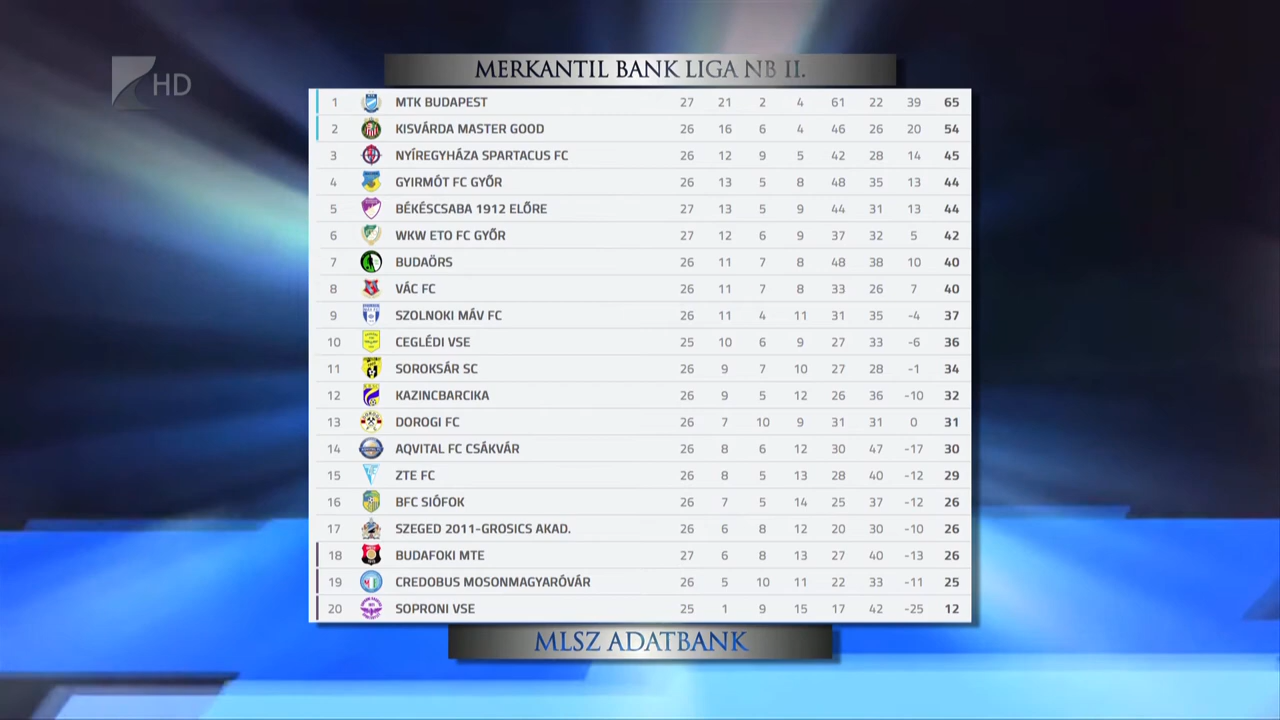 HD
MERKANTIL BANK LIGA NB II.
1 MTK BUDAPEST 27 21 2 4 61 22 39 65
2 KISVÁRDA MASTER GOOD 26 16 6 4 46 26 20 54
3 NYÍREGYHÁZA SPARTACUS FC 26 12 9 5 42 28 14 45
4 GYIRMÓT FC GYŐR 26 13 5 8 48 35 13 44
5 BÉKÉSCSABA 1912 ELŐRE 27 13 5 9 44 31 13 44
6 WKW ETO FC GYŐR 27 12 6 9 37 32 5 42
7 BUDAÖRS 26 11 7 8 48 38 10 40
8 VÁC FC 26 11 7 8 33 26 7 40
9 SZOLNOKI MÁV FC 26 11 4 11 31 35 -4 37
10 CEGLÉDI VSE 25 10 6 9 27 33 -6 36
11 SOROKSÁR SC 26 9 7 10 27 28 -1 34
12 KAZINCBARCIKA 26 9 5 12 26 36 -10 32
13 DOROGI FC 26 7 10 9 31 31 0 31
14 AQVITAL FC CSÁKVÁR 26 8 6 12 30 47 -17 30
15 ZTE FC 26 8 5 13 28 40 -12 29
16 BFC SIÓFOK 26 7 5 14 25 37 -12 26
17 SZEGED 2011-GROSICS AKAD. 26 6 8 12 20 30 -10 26
18 BUDAFOKI MTE 27 6 8 13 27 40 -13 26
19 CREDOBUS MOSONMAGYARÓVÁR 26 5 10 11 22 33 -11 25
20 SOPRONI VSE 25 1 9 15 17 42 -25 12
MLSZ ADATBANK